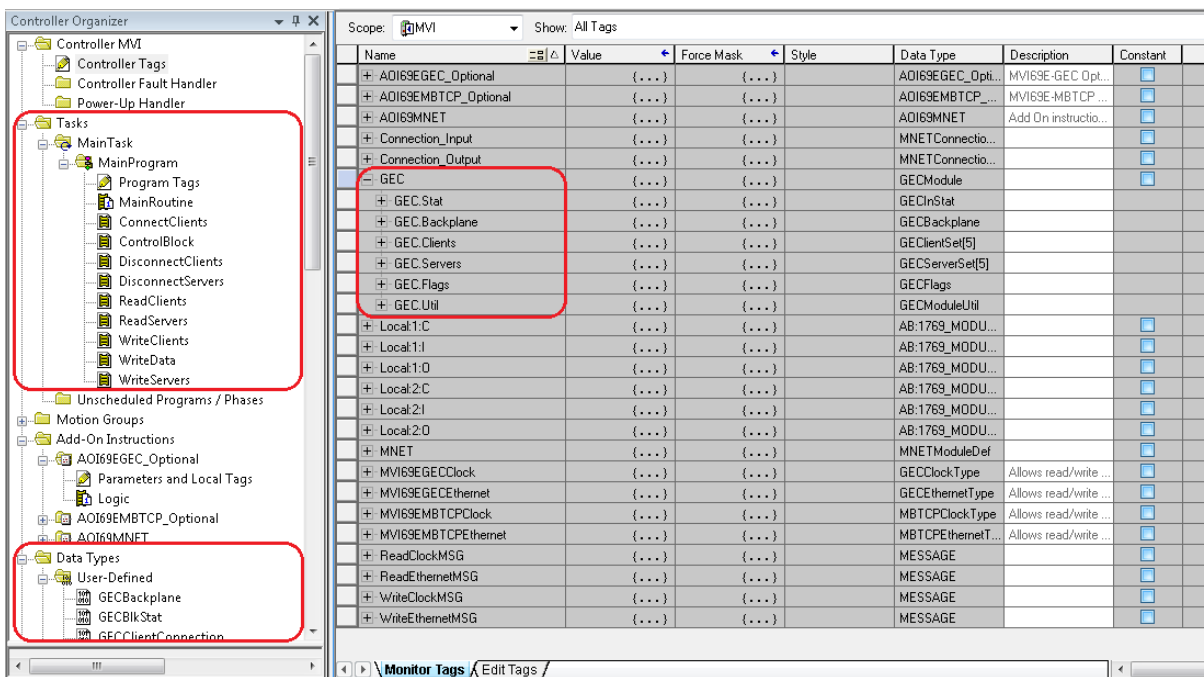 Controller Organizer
Controller MVI
Controller Tags
Controller Fault Handler
Power-Up Handler
Tasks
MainTask
MainProgram
Program Tags
MainRoutine
ConnectClients
ControlBlock
DisconnectClients
DisconnectServers
ReadClients
ReadServers
WriteClients
WriteData
WriteServers
Unscheduled Programs / Phases
Motion Groups
Add-On Instructions
AOI69EGEC_Optional
Parameters and Local Tags
Logic
AOI69EMBTCP_Optional
AOI69MNET
Data Types
User-Defined
GECBackplane
GECBlkStat
GECClientConnection
Scope: MVI Show: All Tags
Name Value Force Mask Style Data Type Description Constant
AOI69EGEC_Optional {...} {...} AOI69EGEC_Opti... MVI69E-GEC Opt...
AOI69EMBTCP_Optional {...} {...} AOI69EMBTCP_... MVI69E-MBTCP ...
AOI69MNET {...} {...} AOI69MNET Add On instructio...
Connection_Input {...} {...} MNETConnectio...
Connection_Output {...} {...} MNETConnectio...
GEC {...} {...} GECModule
GEC.Stat {...} {...} GECInStat
GEC.Backplane {...} {...} GECBackplane
GEC.Clients {...} {...} GEClientSet[5]
GEC.Servers {...} {...} GECServerSet[5]
GEC.Flags {...} {...} GECFlags
GEC.Util {...} {...} GECModuleUtil
Local:1:C {...} {...} AB:1769_MODU...
Local:1:I {...} {...} AB:1769_MODU...
Local:1:O {...} {...} AB:1769_MODU...
Local:2:C {...} {...} AB:1769_MODU...
Local:2:I {...} {...} AB:1769_MODU...
Local:2:O {...} {...} AB:1769_MODU...
MNET {...} {...} MNETModuleDef
MVI69EGECClock {...} {...} GECClockType Allows read/write ...
MVI69EGECEthernet {...} {...} GECEthernetType Allows read/write ...
MVI69EMBTCPClock {...} {...} MBTCPClockType Allows read/write ...
MVI69EMBTCPEthernet {...} {...} MBTCPEthernetT... Allows read/write ...
ReadClockMSG {...} {...} MESSAGE
ReadEthernetMSG {...} {...} MESSAGE
WriteClockMSG {...} {...} MESSAGE
WriteEthernetMSG {...} {...} MESSAGE
Monitor Tags Edit Tags